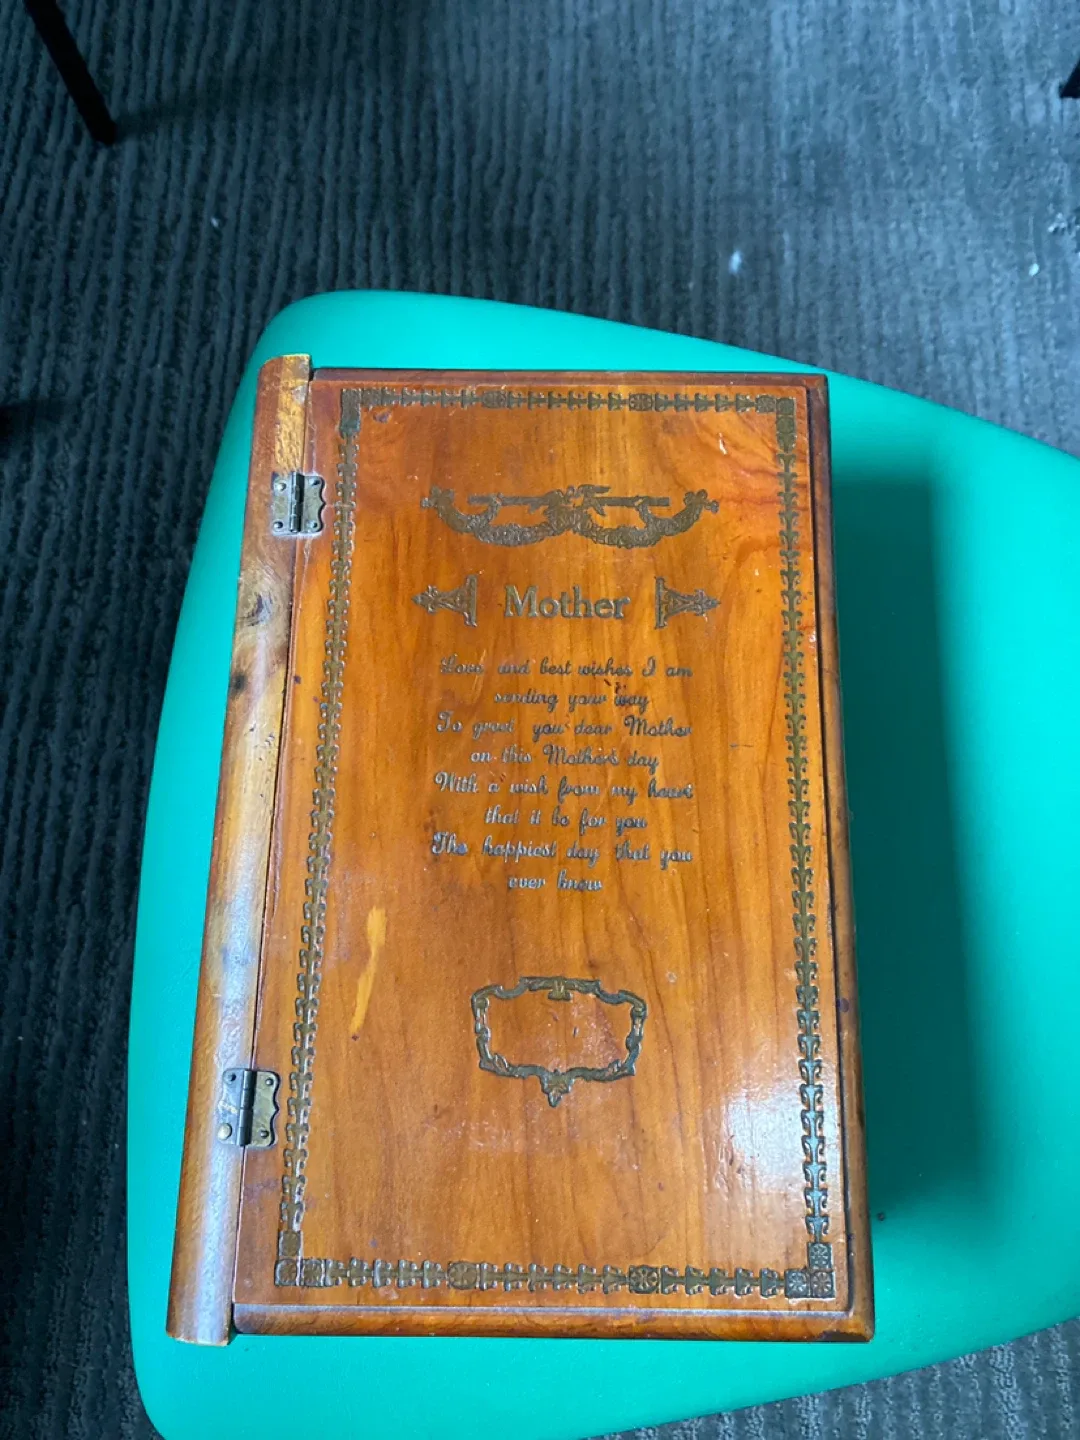 Mother
Love and best wishes I am
sending your way
To greet you dear Mother
on this Mother's day
With a wish from my heart
that it be for you
The happiest day that you
ever knew